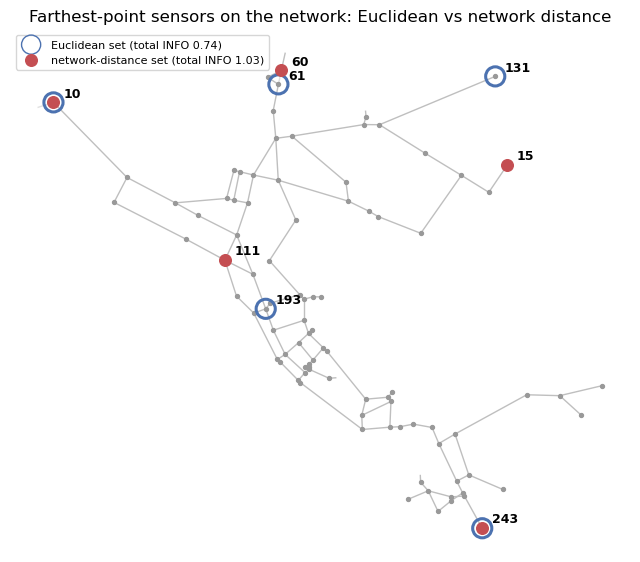 Farthest-point sensors on the network: Euclidean vs network distance
Euclidean set (total INFO 0.74)
network-distance set (total INFO 1.03)
60
61
131
10
15
111
193
243